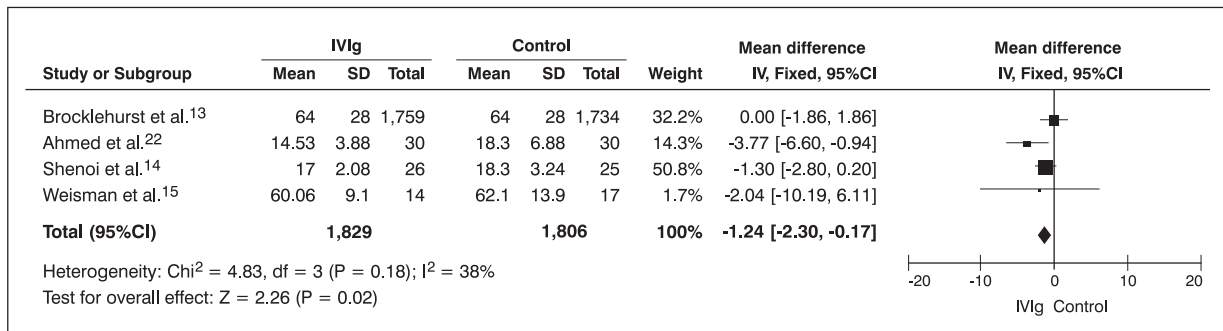 IVIg Control Mean difference Mean difference
Study or Subgroup Mean SD Total Mean SD Total Weight IV, Fixed, 95%CI IV, Fixed, 95%CI
Brocklehurst et al.13 64 28 1,759 64 28 1,734 32.2% 0.00 [-1.86, 1.86]
Ahmed et al.22 14.53 3.88 30 18.3 6.88 30 14.3% -3.77 [-6.60, -0.94]
Shenoi et al.14 17 2.08 26 18.3 3.24 25 50.8% -1.30 [-2.80, 0.20]
Weisman et al.15 60.06 9.1 14 62.1 13.9 17 1.7% -2.04 [-10.19, 6.11]
Total (95%CI) 1,829 1,806 100% -1.24 [-2.30, -0.17]
Heterogeneity: Chi2 = 4.83, df = 3 (P = 0.18); I2 = 38%
Test for overall effect: Z = 2.26 (P = 0.02)
-20 -10 0 10 20
IVIg Control